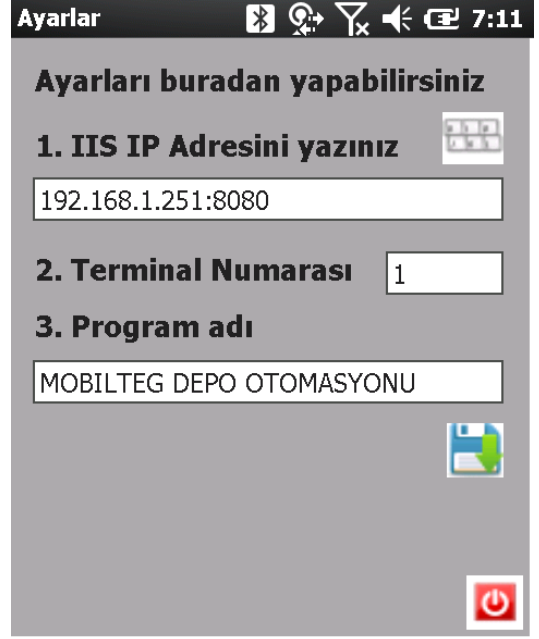 Ayarlar 7:11
Ayarları buradan yapabilirsiniz
1. IIS IP Adresini yazınız
192.168.1.251:8080
2. Terminal Numarası 1
3. Program adı
MOBILTEG DEPO OTOMASYONU